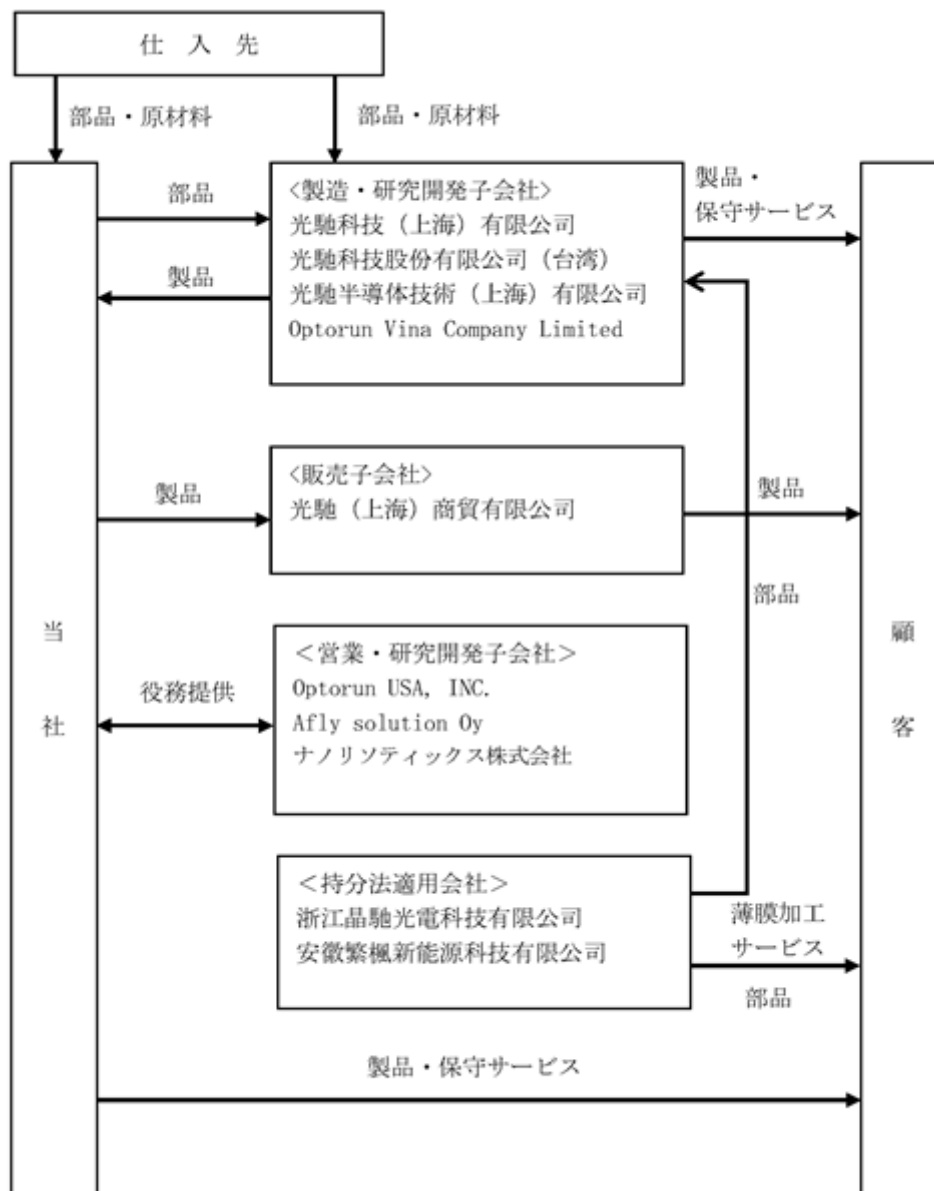 仕 入 先
部品・原材料
部品・原材料
部品
製品
<製造・研究開発子会社>
光馳科技（上海）有限公司
光馳科技股份有限公司（台湾）
光馳半導体技術（上海）有限公司
Optorun Vina Company Limited
製品・
保守サービス
製品
<販売子会社>
光馳（上海）商貿有限公司
製品
部品
当
社
役務提供
＜営業・研究開発子会社＞
Optorun USA, INC.
Afly solution Oy
ナノリソティックス株式会社
顧
客
＜持分法適用会社＞
浙江晶馳光電科技有限公司
安徽繁楓新能源科技有限公司
薄膜加工
サービス
部品
製品・保守サービス